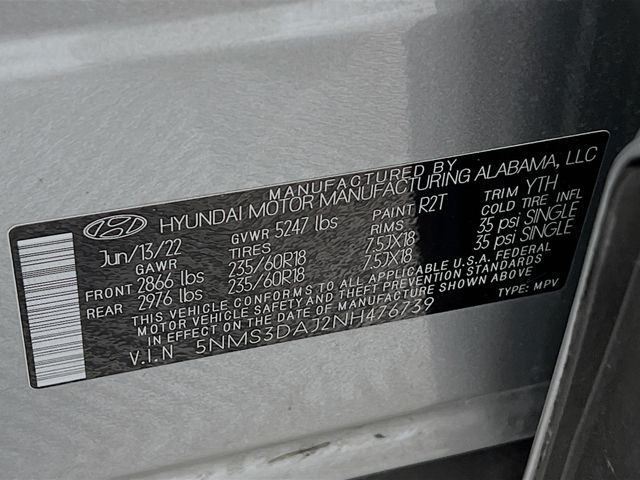 MANUFACTURED BY
HYUNDAI MOTOR MANUFACTURING ALABAMA, LLC
Jun/13/22 GVWR 5247 lbs PAINT R2T TRIM YTH
GAWR TIRES RIMS COLD TIRE INFL
FRONT 2866 lbs 235/60R18 7.5JX18 35 psi SINGLE
REAR 2976 lbs 235/60R18 7.5JX18 35 psi SINGLE
THIS VEHICLE CONFORMS TO ALL APPLICABLE U.S.A. FEDERAL
MOTOR VEHICLE SAFETY AND THEFT PREVENTION STANDARDS
IN EFFECT ON THE DATE OF MANUFACTURE SHOWN ABOVE
V.I.N 5NMS3DAJ2NH476739 TYPE: MPV